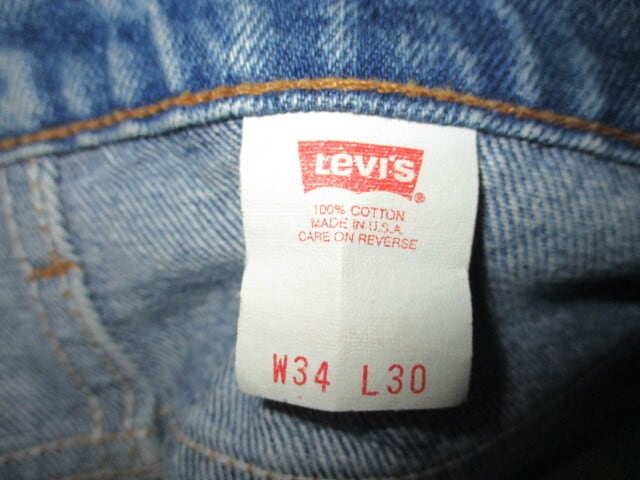 LEVI'S ®
100% COTTON
MADE IN U.S.A.
CARE ON REVERSE
W34 L30